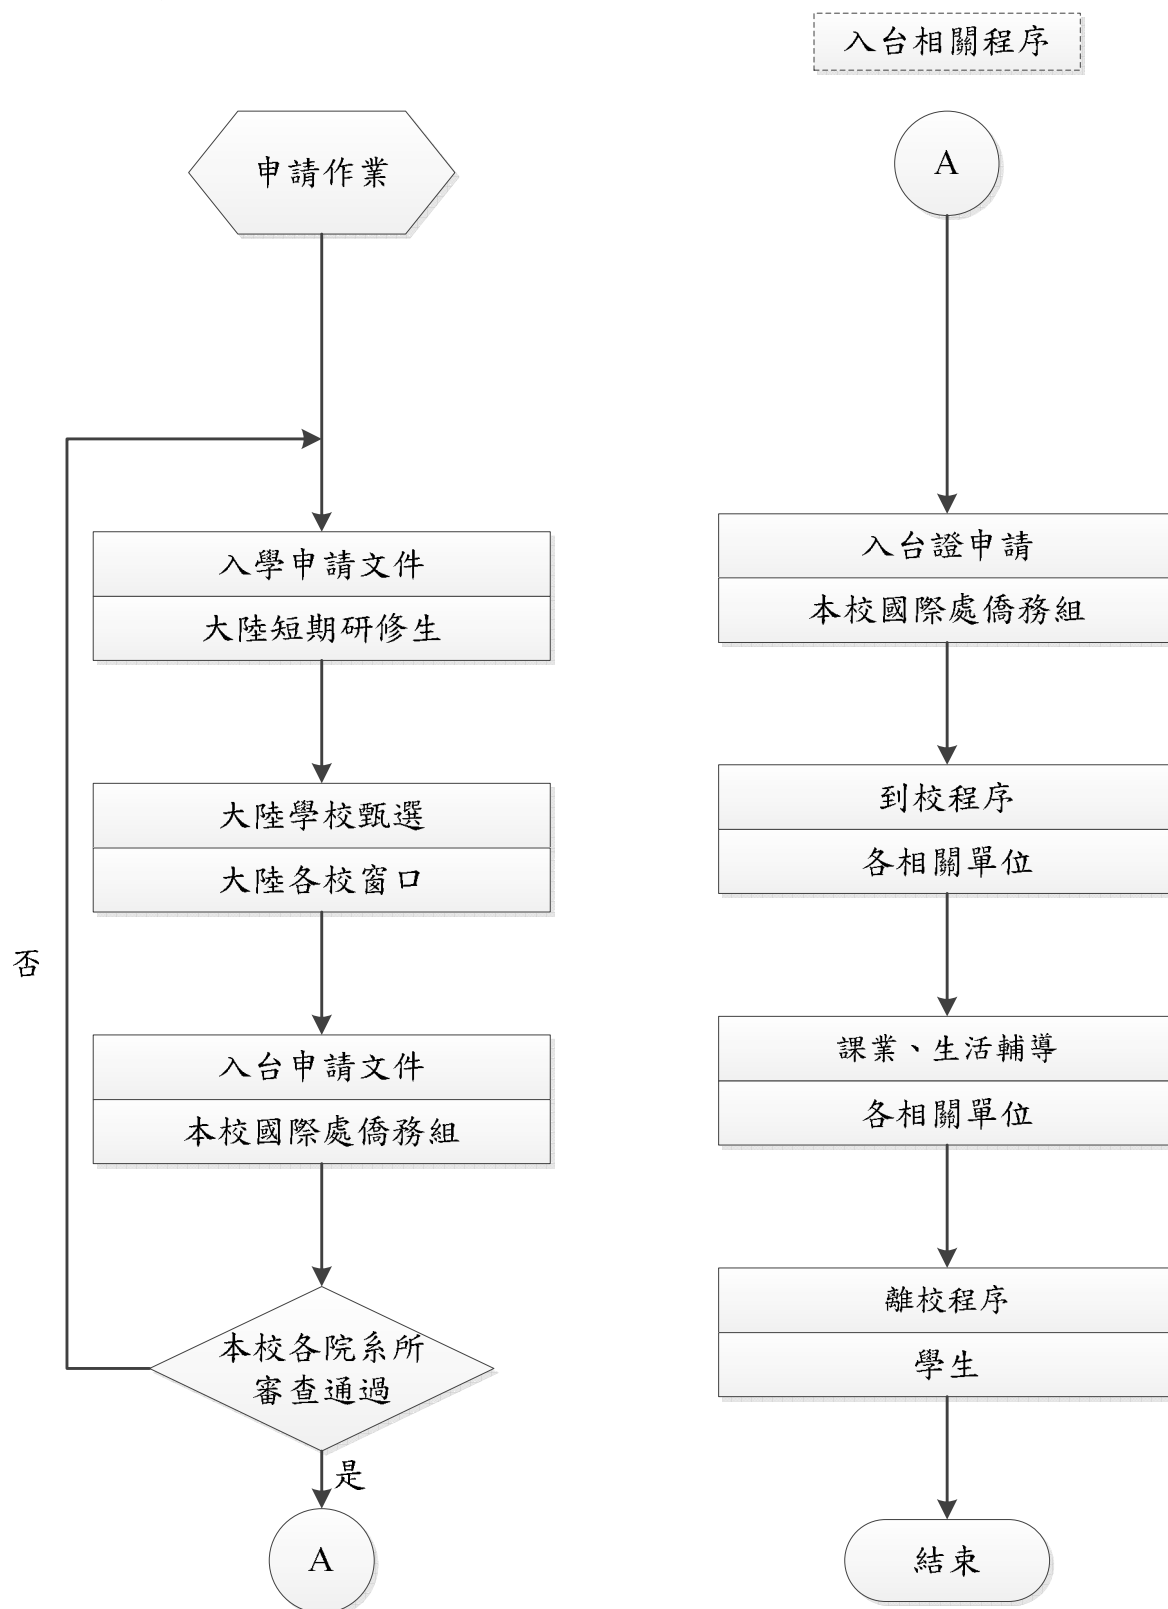 申請作業
入學申請文件
大陸短期研修生
大陸學校甄選
大陸各校窗口
入台申請文件
本校國際處僑務組
本校各院系所
審查通過
否
是
A
入台相關程序
A
入台證申請
本校國際處僑務組
到校程序
各相關單位
課業、生活輔導
各相關單位
離校程序
學生
結束